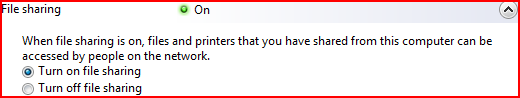 File sharing On
When file sharing is on, files and printers that you have shared from this computer can be
accessed by people on the network.
Turn on file sharing
Turn off file sharing